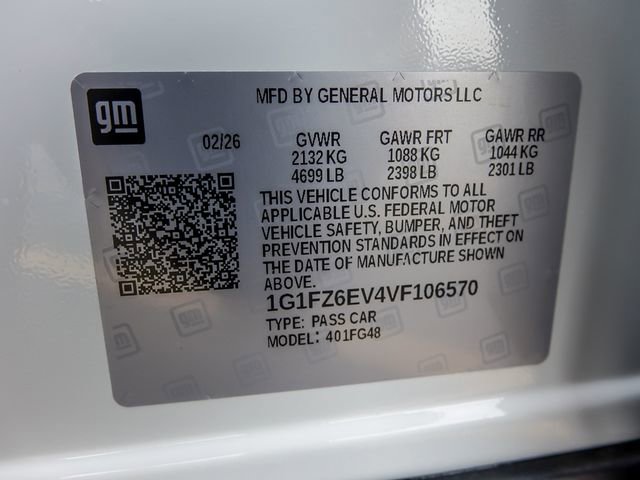 MFD BY GENERAL MOTORS LLC
gm
02/26 GVWR GAWR FRT GAWR RR
2132 KG 1088 KG 1044 KG
4699 LB 2398 LB 2301 LB
THIS VEHICLE CONFORMS TO ALL
APPLICABLE U.S. FEDERAL MOTOR
VEHICLE SAFETY, BUMPER, AND THEFT
PREVENTION STANDARDS IN EFFECT ON
THE DATE OF MANUFACTURE SHOWN
ABOVE.
1G1FZ6EV4VF106570
TYPE: PASS CAR
MODEL: 401FG48